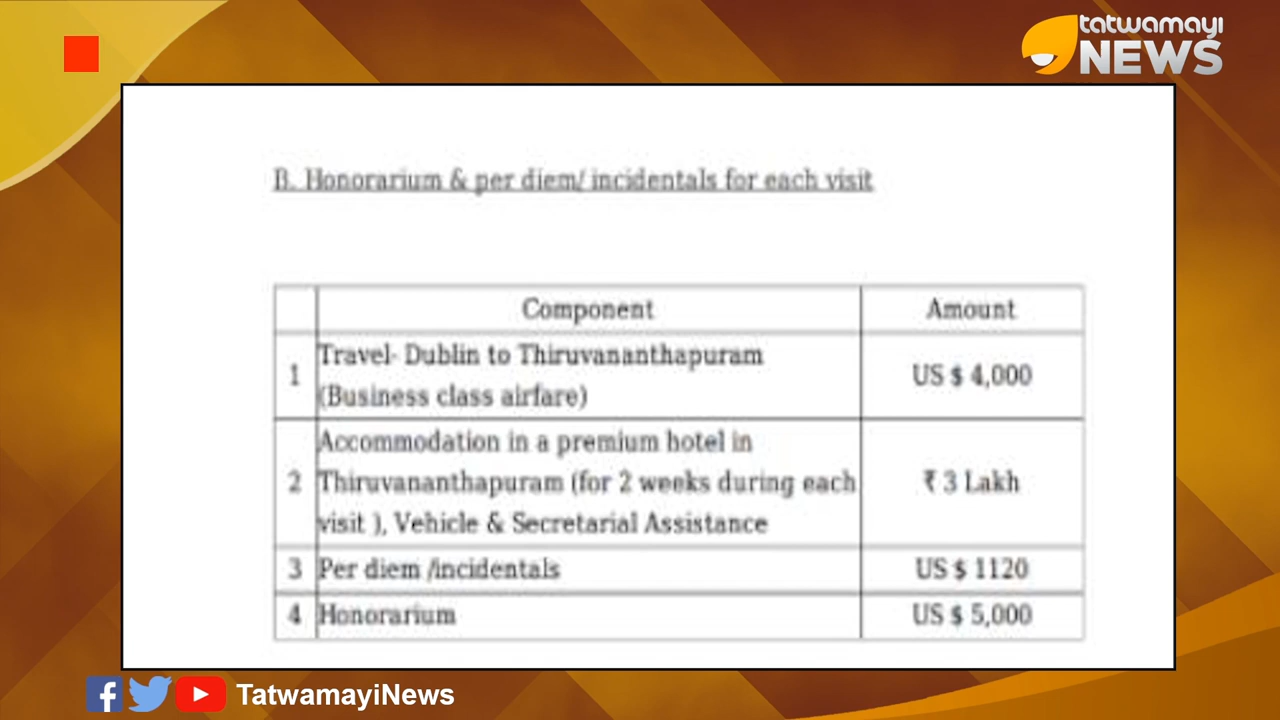 tatwamayi
NEWS
B. Honorarium & per diem/ incidentals for each visit
Component Amount
1 Travel- Dublin to Thiruvananthapuram (Business class airfare) US $ 4,000
2 Accommodation in a premium hotel in Thiruvananthapuram (for 2 weeks during each visit ), Vehicle & Secretarial Assistance ₹ 3 Lakh
3 Per diem /incidentals US $ 1120
4 Honorarium US $ 5,000
TatwamayiNews